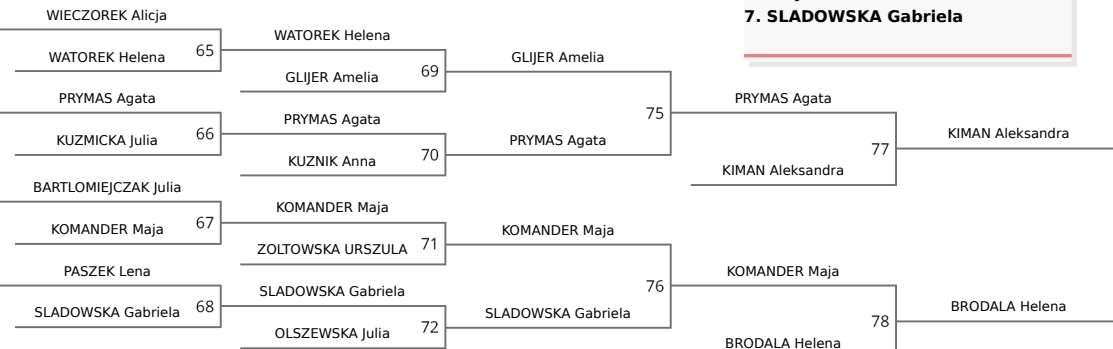 WIECZOREK Alicja
7. SLADOWSKA Gabriela
WATOREK Helena
WATOREK Helena
65
GLIJER Amelia
GLIJER Amelia
69
PRYMAS Agata
PRYMAS Agata
75
PRYMAS Agata
KUZMICKA Julia
66
PRYMAS Agata
KIMAN Aleksandra
KUZNIK Anna
70
77
KIMAN Aleksandra
BARTLOMIEJCZAK Julia
KOMANDER Maja
KOMANDER Maja
67
KOMANDER Maja
ZOLTOWSKA URSZULA
71
PASZEK Lena
KOMANDER Maja
SLADOWSKA Gabriela
76
SLADOWSKA Gabriela
68
SLADOWSKA Gabriela
BRODALA Helena
OLSZEWSKA Julia
72
78
BRODALA Helena